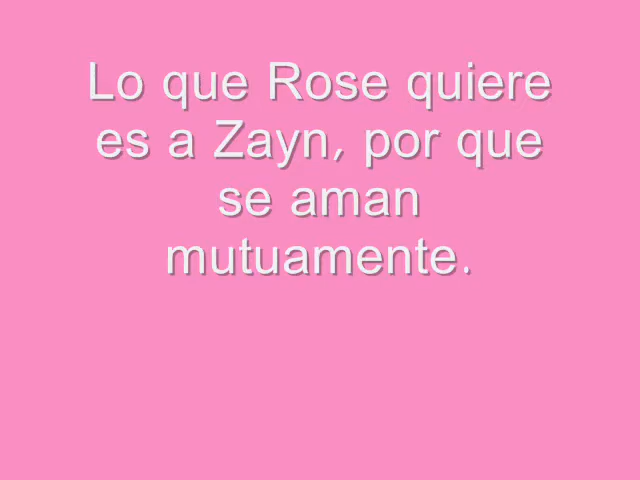 Lo que Rose quiere
es a Zayn, por que
se aman
mutuamente.